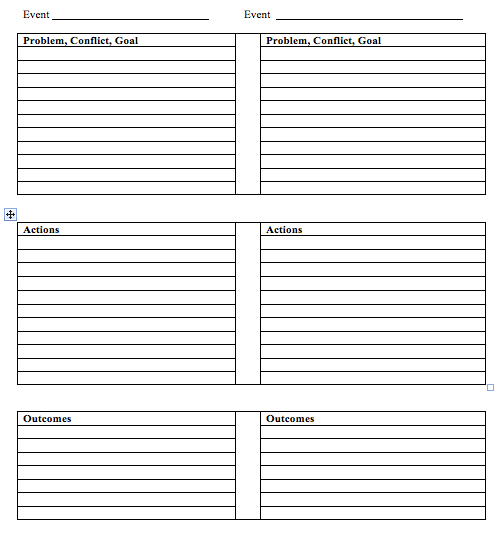 Event Event
Problem, Conflict, Goal Problem, Conflict, Goal
Actions Actions
Outcomes Outcomes